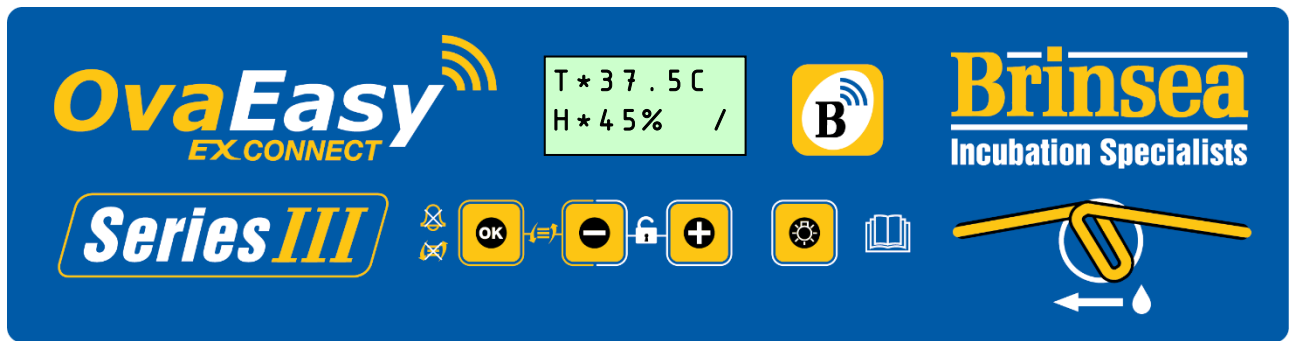 OvaEasy
EX CONNECT
T*37.5C
H*45% /
B
Brinsea
Incubation Specialists
Series III
OK